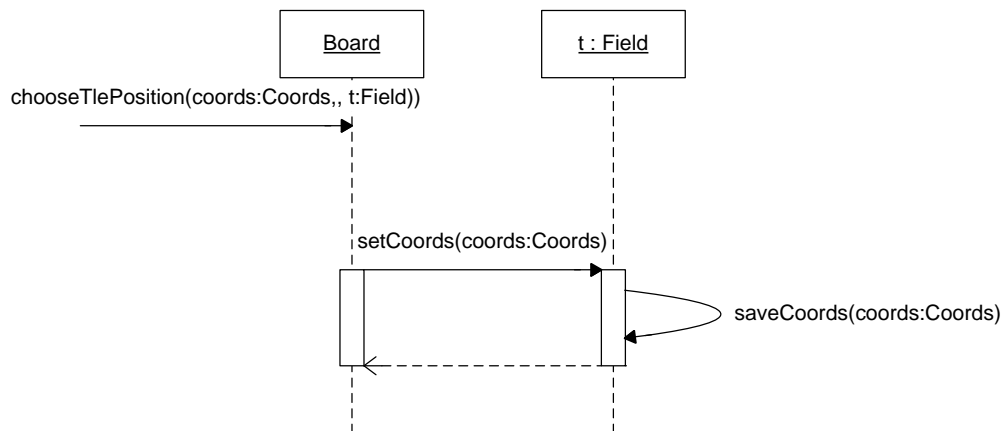 Board
t : Field
chooseTlePosition(coords:Coords,, t:Field))
setCoords(coords:Coords)
saveCoords(coords:Coords)